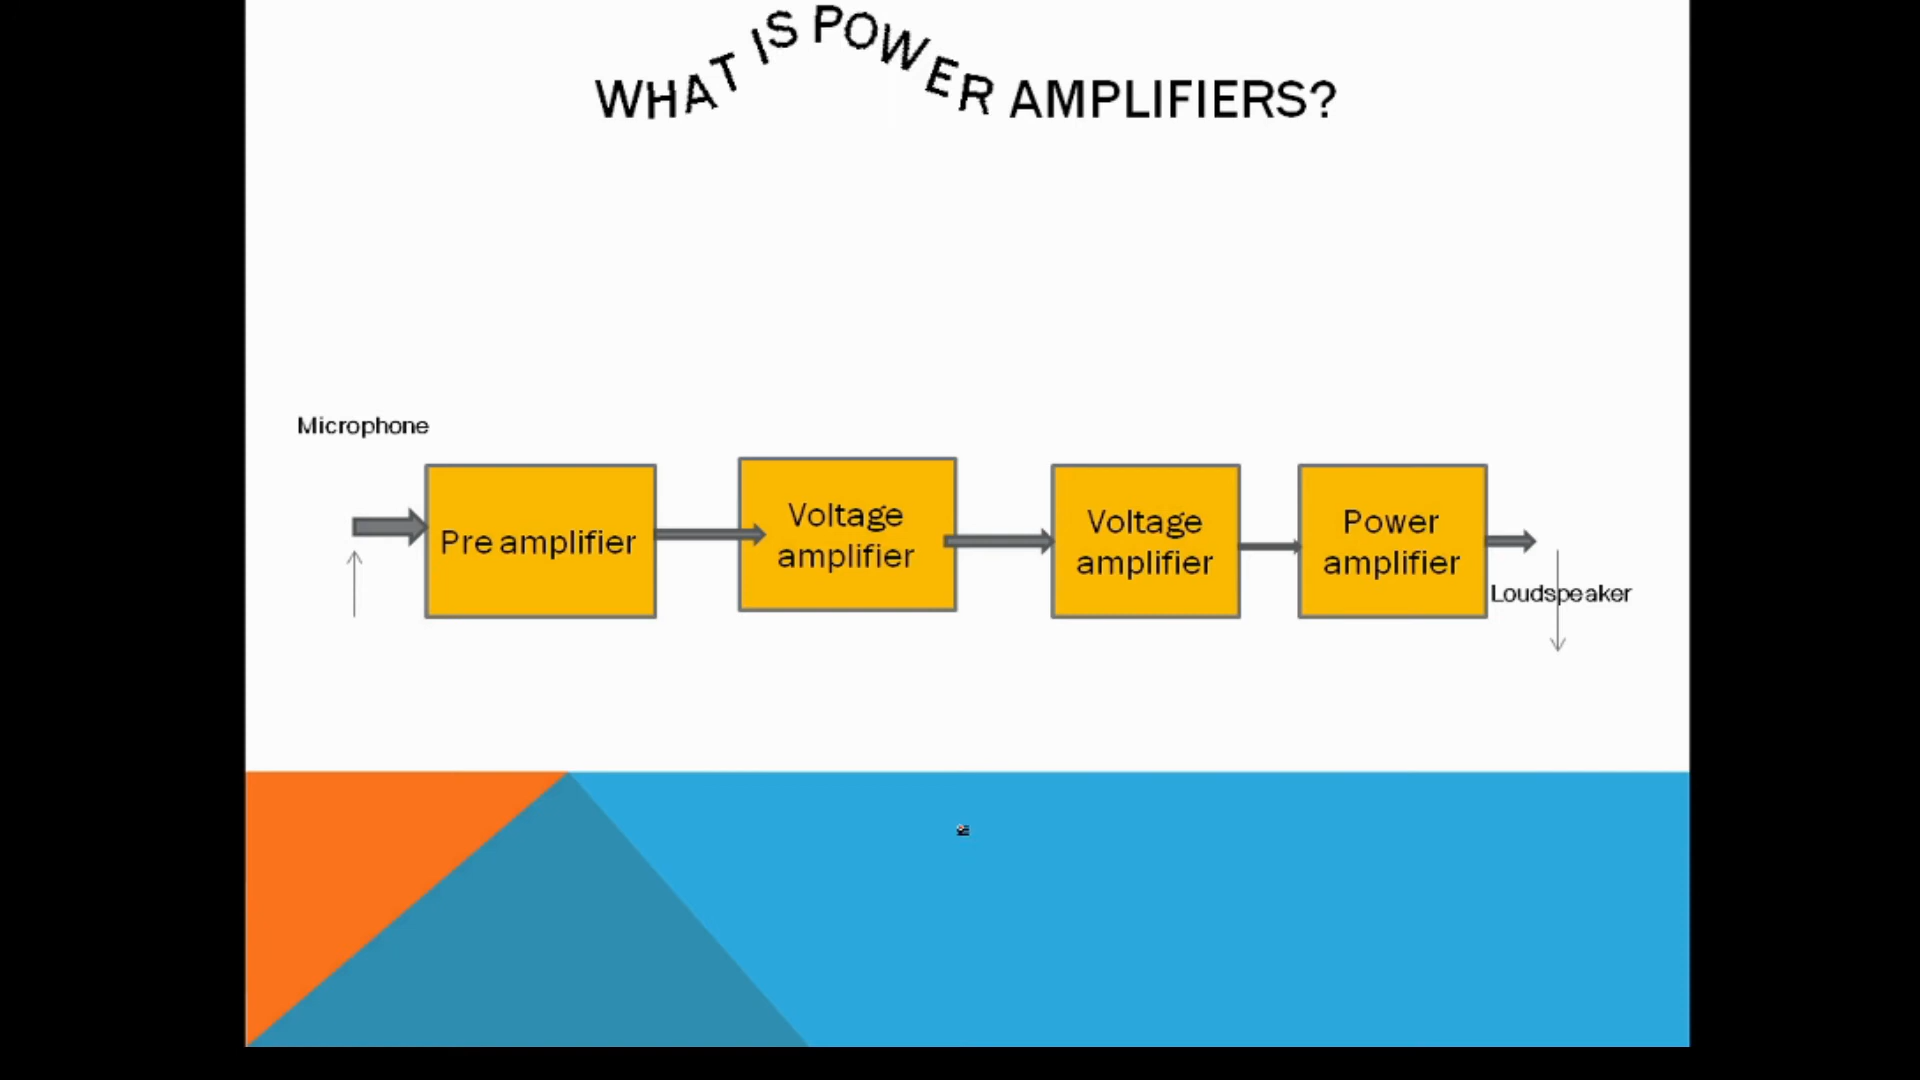 WHAT IS POWER AMPLIFIERS?
Microphone
Pre amplifier
Voltage
amplifier
Voltage
amplifier
Power
amplifier
Loudspeaker